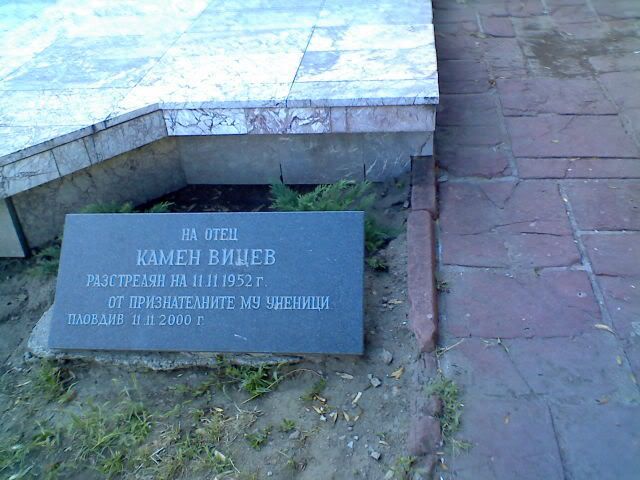 НА ОТЕЦ
КАМЕН ВИЦЕВ
РАЗСТРЕЛЯН НА 11.11 1952 г.
ОТ ПРИЗНАТЕЛНИТЕ МУ УЧЕНИЦИ
ПЛОВДИВ 11.11.2000 г.